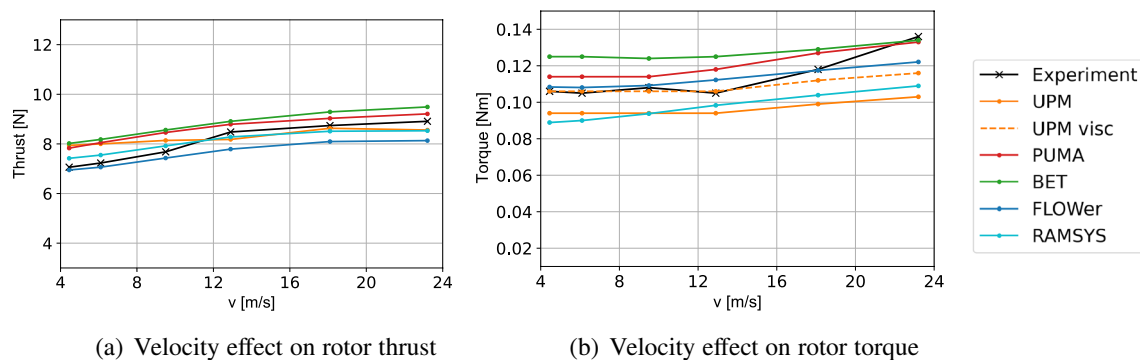 12
10
8
6
4
Thrust [N]
4 8 12 16 20 24
v [m/s]
(a) Velocity effect on rotor thrust
0.14
0.12
0.10
0.08
0.06
0.04
0.02
Torque [Nm]
4 8 12 16 20 24
v [m/s]
(b) Velocity effect on rotor torque
Experiment
UPM
UPM visc
PUMA
BET
FLOWer
RAMSYS